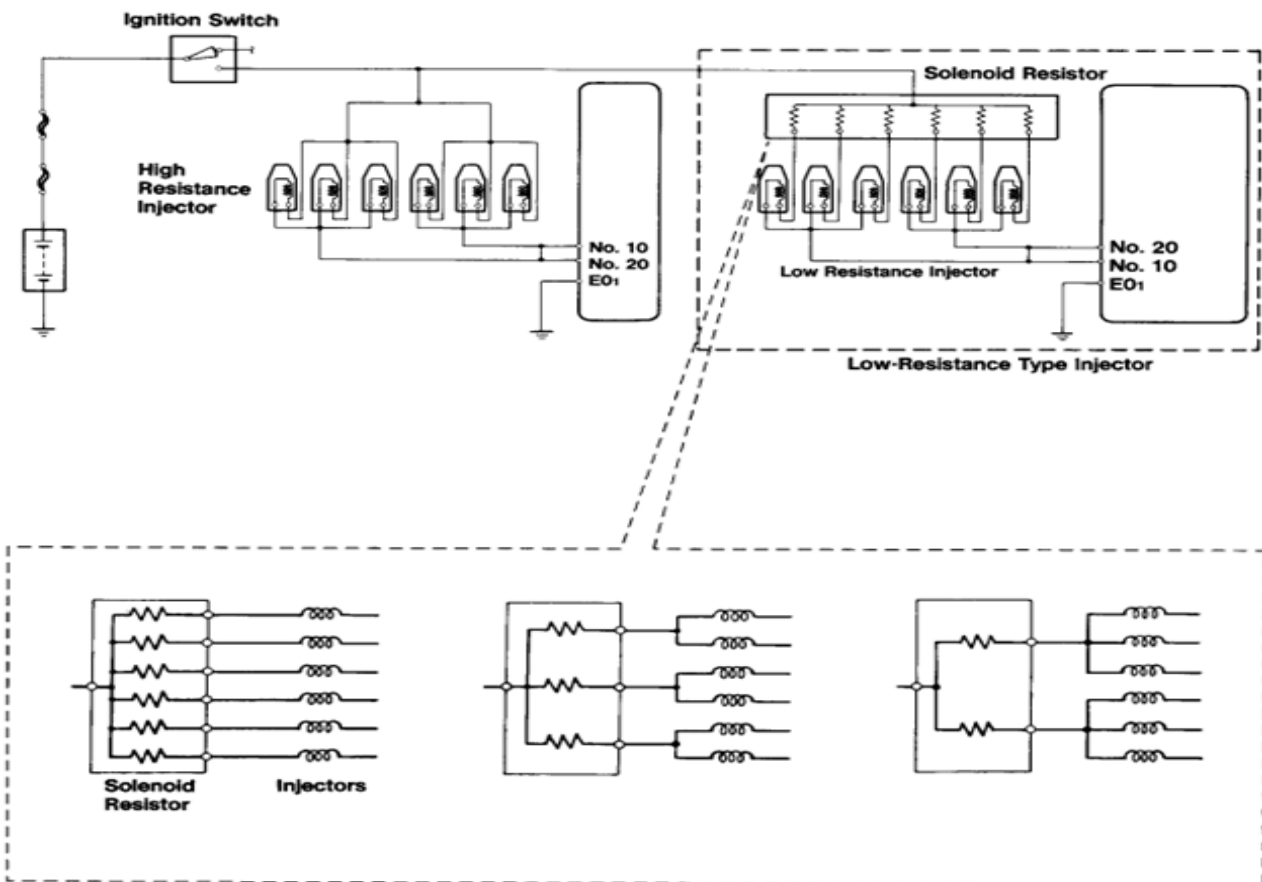 Ignition Switch
Solenoid Resistor
High
Resistance
Injector
No. 10
No. 20
E01
Low Resistance Injector
No. 20
No. 10
E01
Low-Resistance Type Injector
Solenoid
Resistor
Injectors